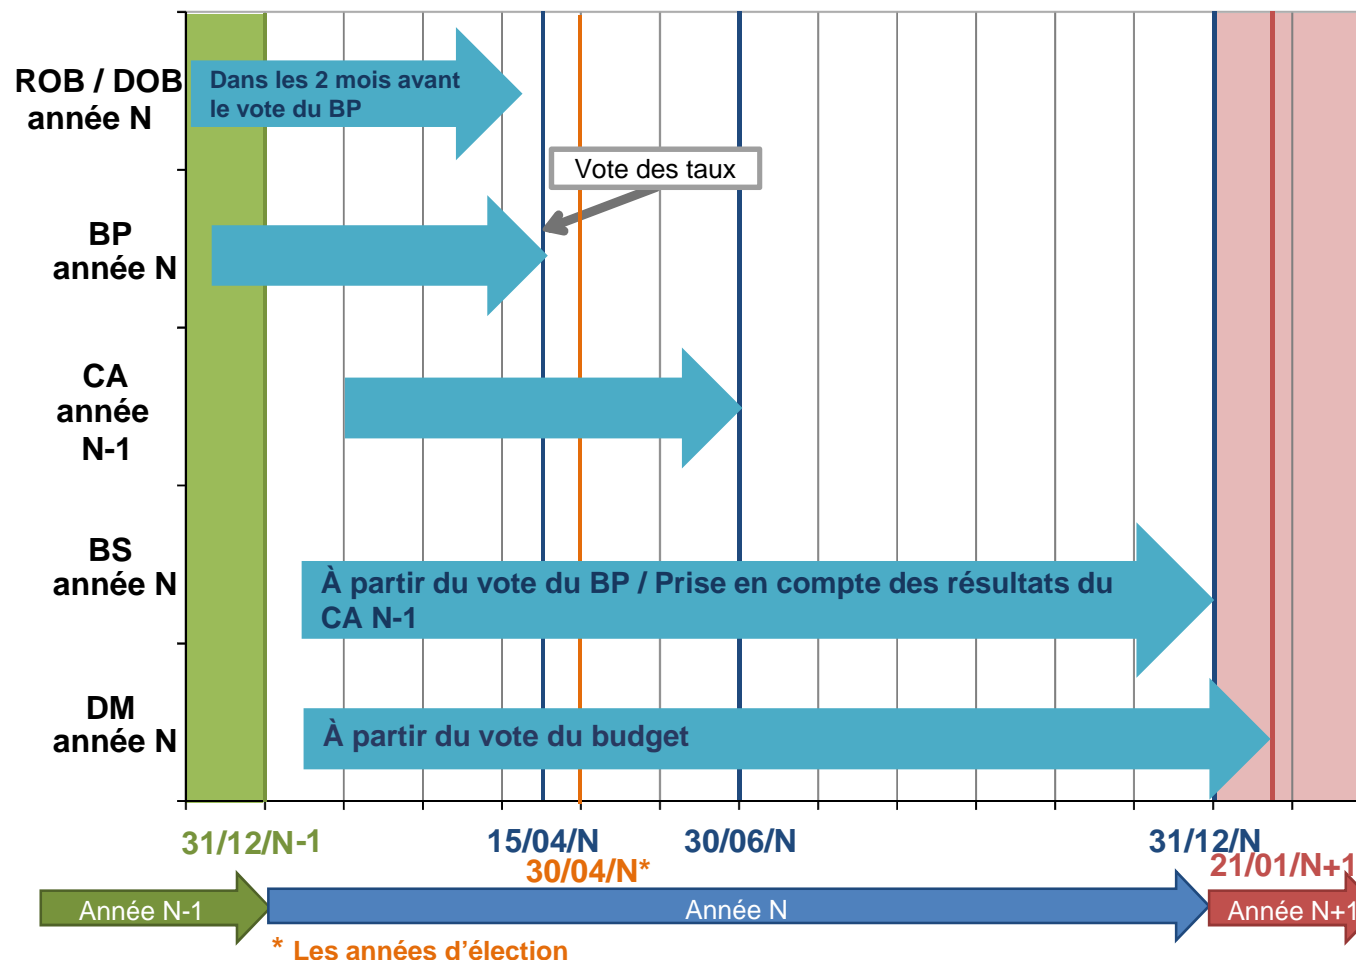 ROB / DOB
année N
Dans les 2 mois avant
le vote du BP
Vote des taux
BP
année N
CA
année
N-1
BS
année N
À partir du vote du BP / Prise en compte des résultats du
CA N-1
DM
année N
À partir du vote du budget
31/12/N-1
15/04/N
30/06/N
31/12/N
30/04/N*
21/01/N+1
Année N-1
Année N
Année N+1
* Les années d'élection